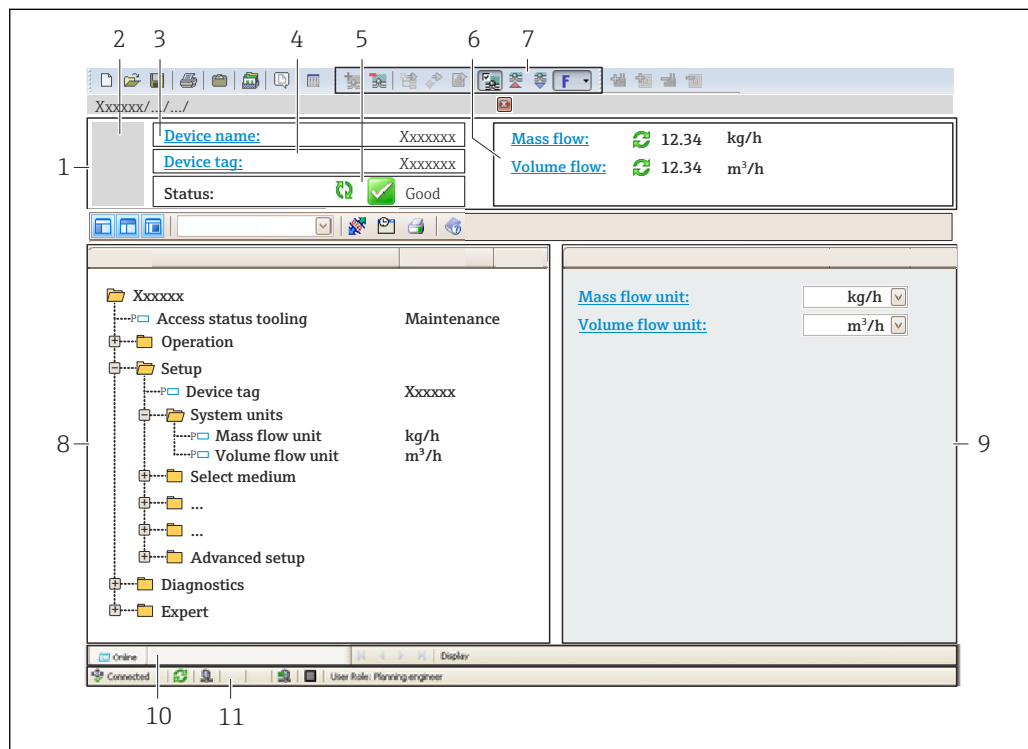 2 3 4 5 6 7
F
Xxxxxx/.../.../
1
Device name: Xxxxxxx
Device tag: Xxxxxxx
Status: Good
Mass flow: 12.34 kg/h
Volume flow: 12.34 m³/h
Xxxxxx
P Access status tooling Maintenance
Operation
Setup
P Device tag Xxxxxx
System units
P Mass flow unit kg/h
P Volume flow unit m³/h
Select medium
...
...
Advanced setup
Diagnostics
Expert
8
Mass flow unit: kg/h
Volume flow unit: m³/h
9
Online Display
Connected User Role: Planning engineer
10 11